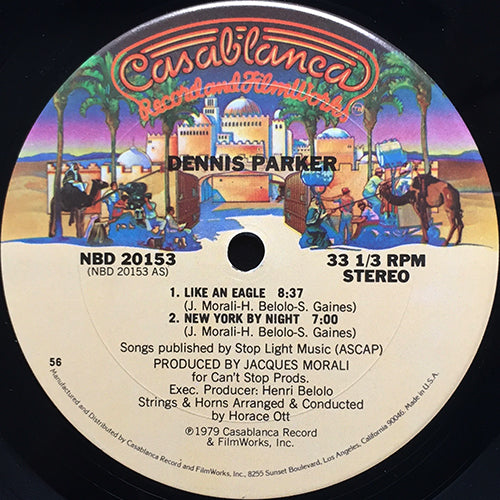 Casablanca
Record and FilmWorks
TM
DENNIS PARKER
NBD 20153
(NBD 20153 AS)
33 1/3 RPM
STEREO
1. LIKE AN EAGLE 8:37
(J. Morali-H. Belolo-S. Gaines)
2. NEW YORK BY NIGHT 7:00
(J. Morali-H. Belolo-S. Gaines)
Songs published by Stop Light Music (ASCAP)
56
PRODUCED BY JACQUES MORALI
for Can't Stop Prods.
Exec. Producer: Henri Belolo
Strings & Horns Arranged & Conducted
by Horace Ott
℗1979 Casablanca Record
& FilmWorks, Inc.
Manufactured and Distributed by Casablanca Record and FilmWorks, Inc., 8255 Sunset Boulevard, Los Angeles, California 90046. Made in U.S.A.